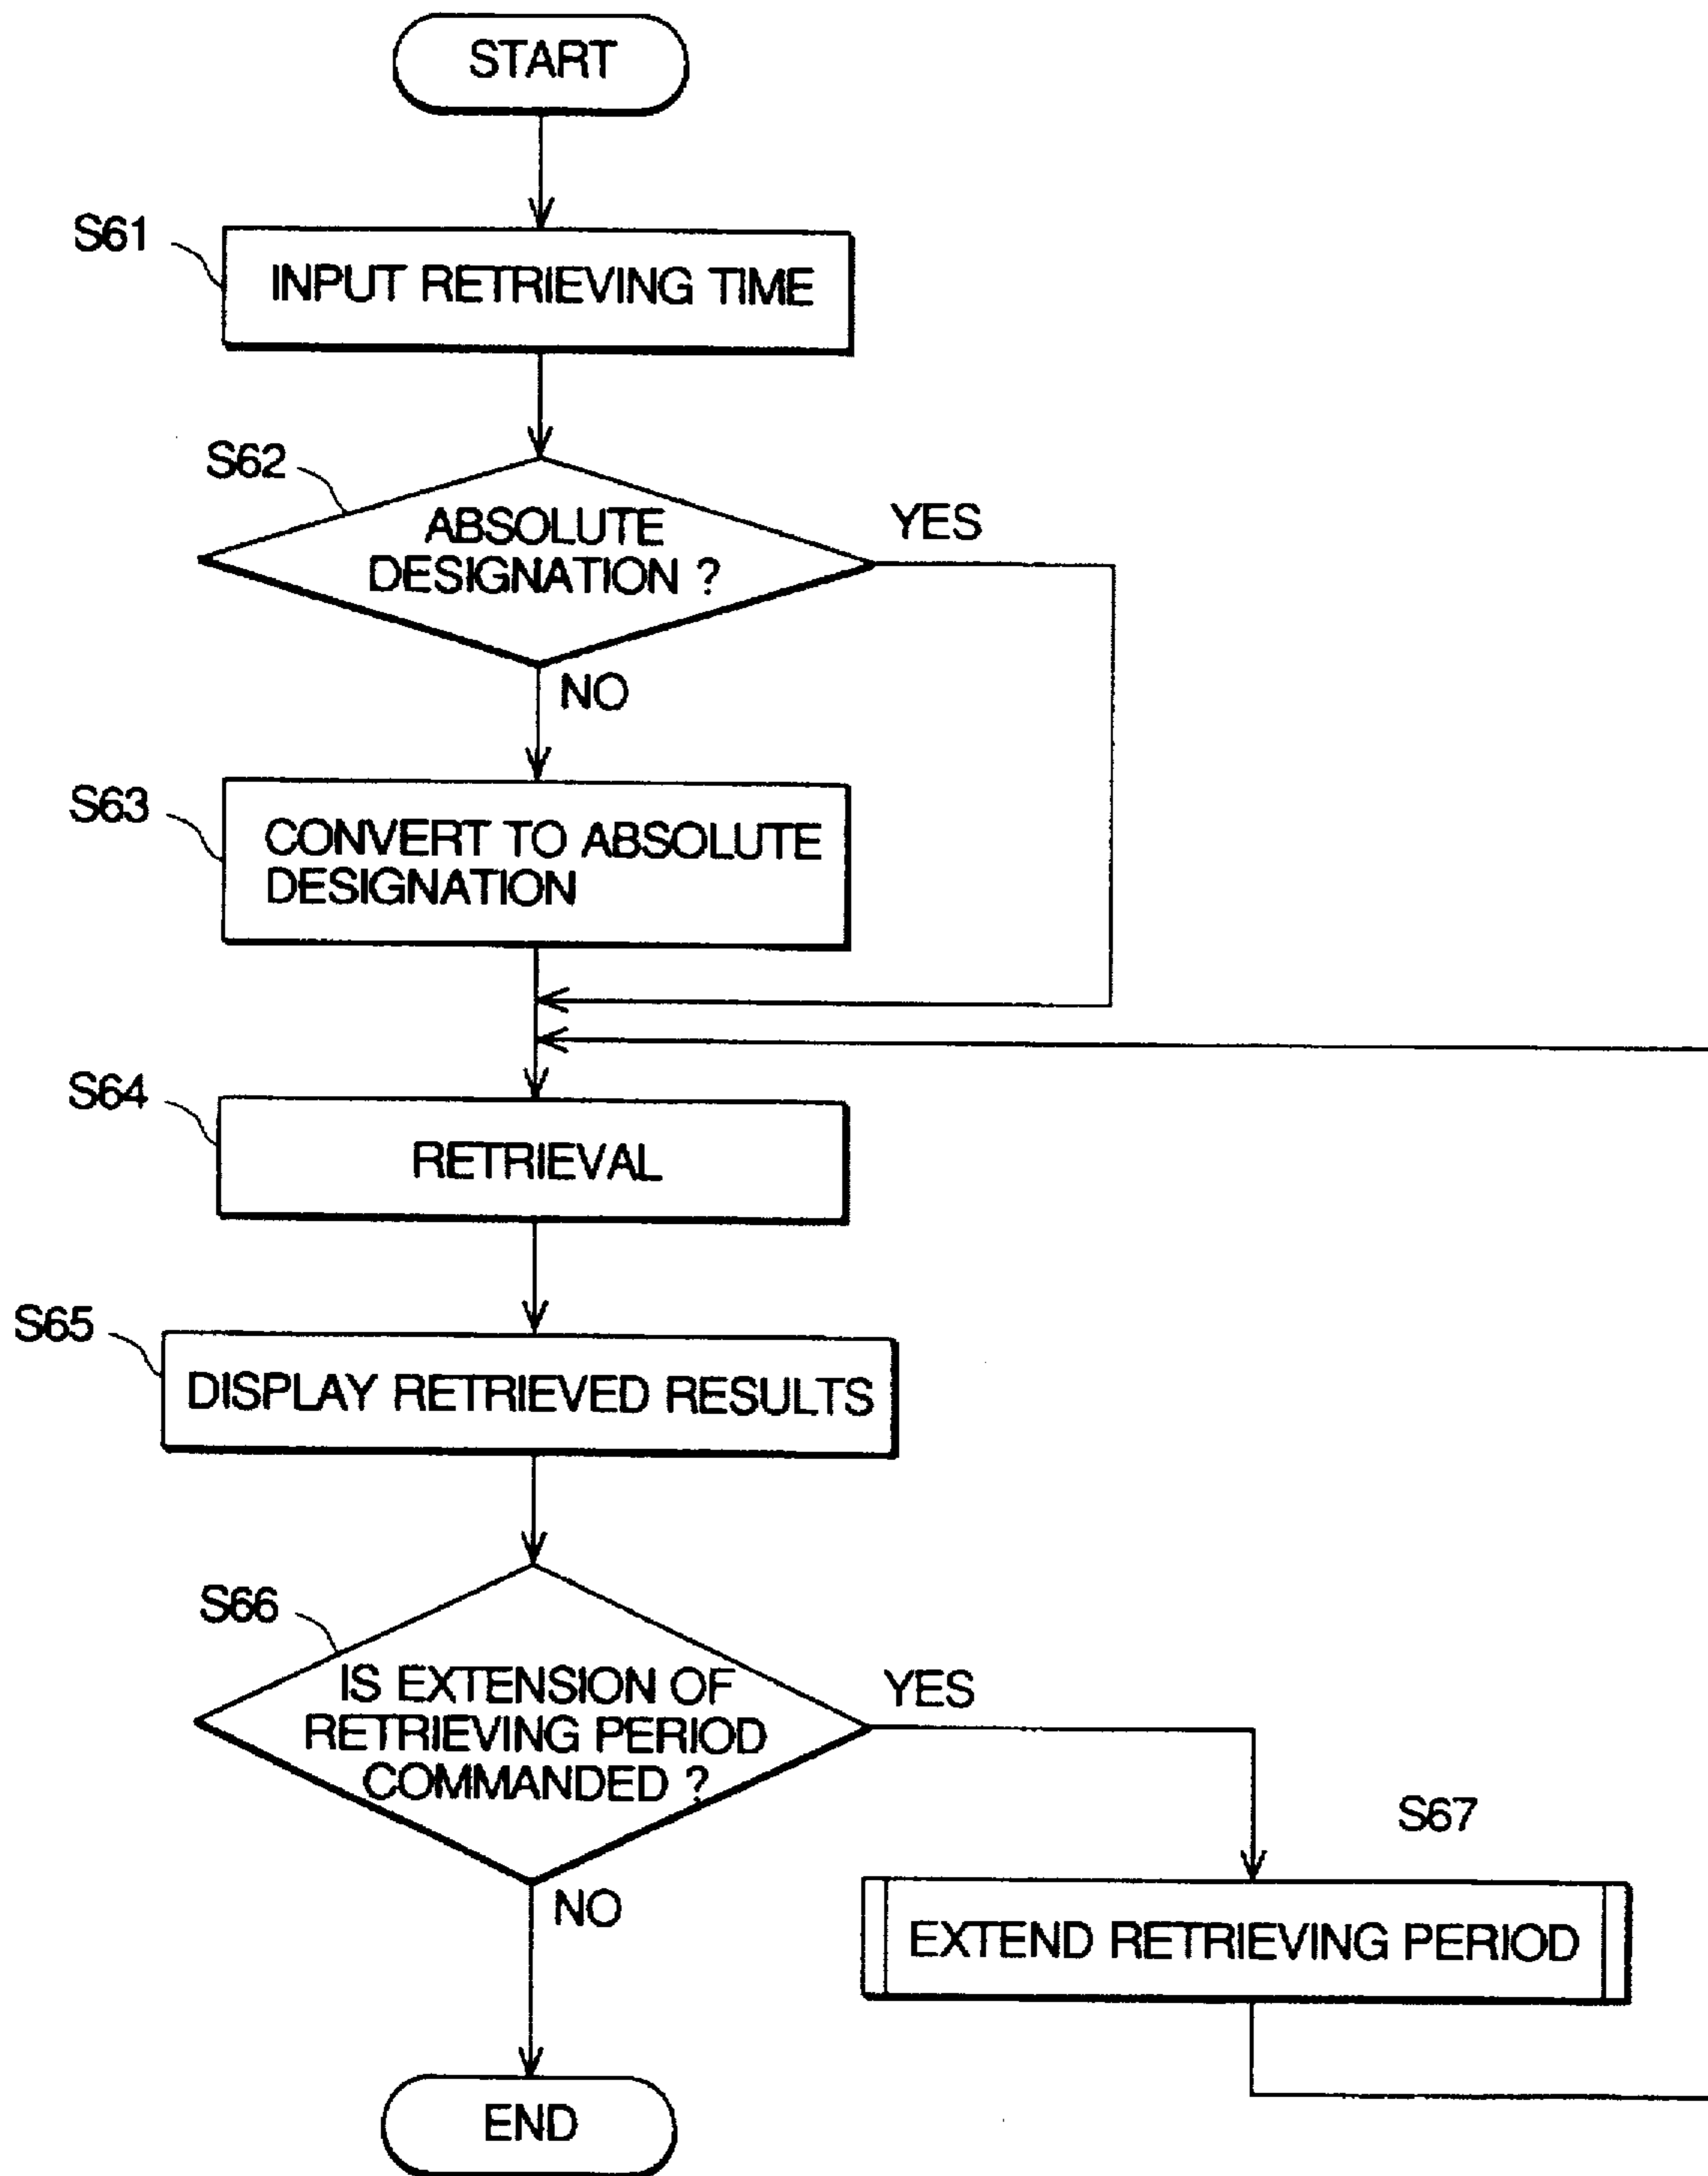 START
S61
INPUT RETRIEVING TIME
S62
ABSOLUTE
DESIGNATION ?
YES
NO
S63
CONVERT TO ABSOLUTE
DESIGNATION
S64
RETRIEVAL
S65
DISPLAY RETRIEVED RESULTS
S66
IS EXTENSION OF
RETRIEVING PERIOD
COMMANDED ?
YES
NO
S67
EXTEND RETRIEVING PERIOD
END